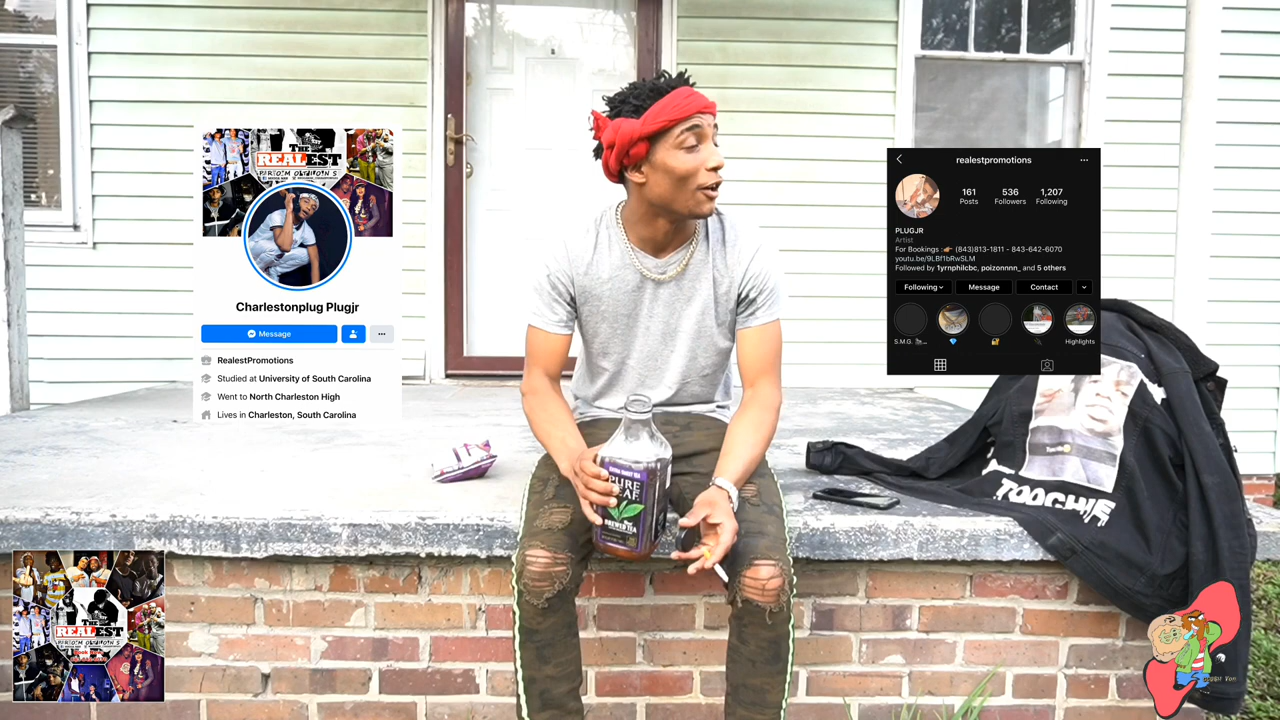 The
REALEST
Charlestonplug Plugjr
Message
RealestPromotions
Studied at University of South Carolina
Went to North Charleston High
Lives in Charleston, South Carolina
realestpromotions
161 536 1,207
Posts Followers Following
PLUGJR
Artist
For Bookings : (843)813-1811 - 843-642-6070
youtu.be/9LBf1bRwSLM
Followed by 1yrnphilcbc, poizonnnn_ and 5 others
Following Message Contact
S.M.G. ... Highlights
EXTRA SWEET TEA
PURE
LEAF
BREWED TEA
TOOCHIE
The
REALEST